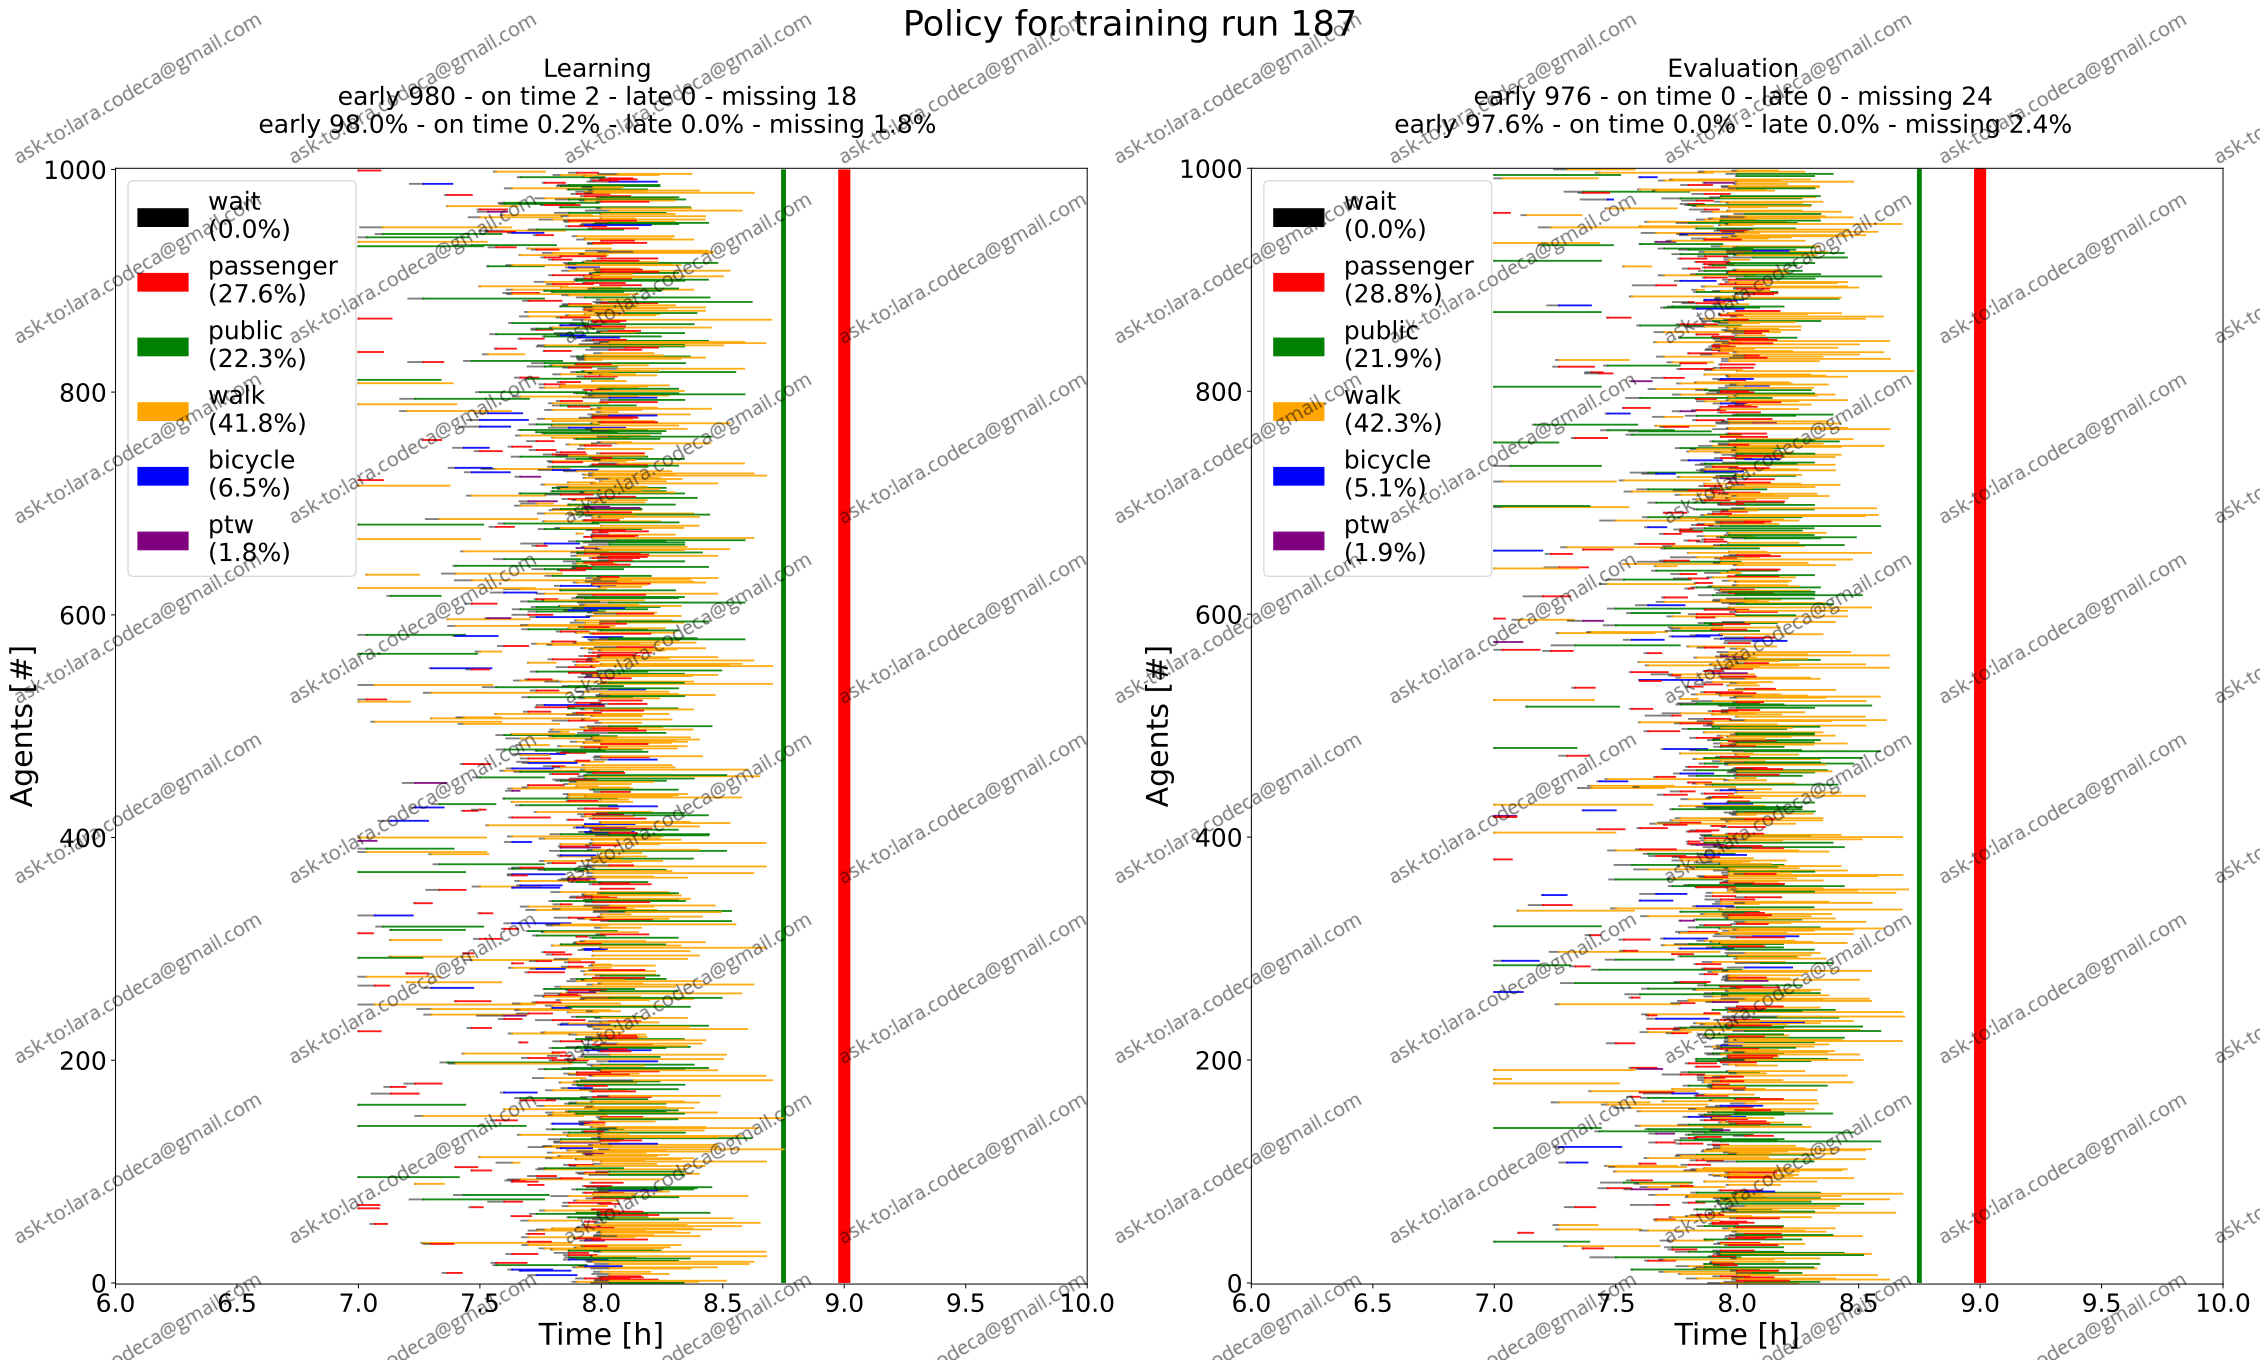 Policy for training run 187
Learning
early 980 - on time 2 - late 0 - missing 18
early 98.0% - on time 0.2% - late 0.0% - missing 1.8%
Evaluation
early 976 - on time 0 - late 0 - missing 24
early 97.6% - on time 0.0% - late 0.0% - missing 2.4%
Agents [#]
1000
800
600
400
200
0
wait
(0.0%)
passenger
(27.6%)
public
(22.3%)
walk
(41.8%)
bicycle
(6.5%)
ptw
(1.8%)
6.0 6.5 7.0 7.5 8.0 8.5 9.0 9.5 10.0
Time [h]
Agents [#]
1000
800
600
400
200
0
wait
(0.0%)
passenger
(28.8%)
public
(21.9%)
walk
(42.3%)
bicycle
(5.1%)
ptw
(1.9%)
6.0 6.5 7.0 7.5 8.0 8.5 9.0 9.5 10.0
Time [h]
ask-to:lara.codeca@gmail.com